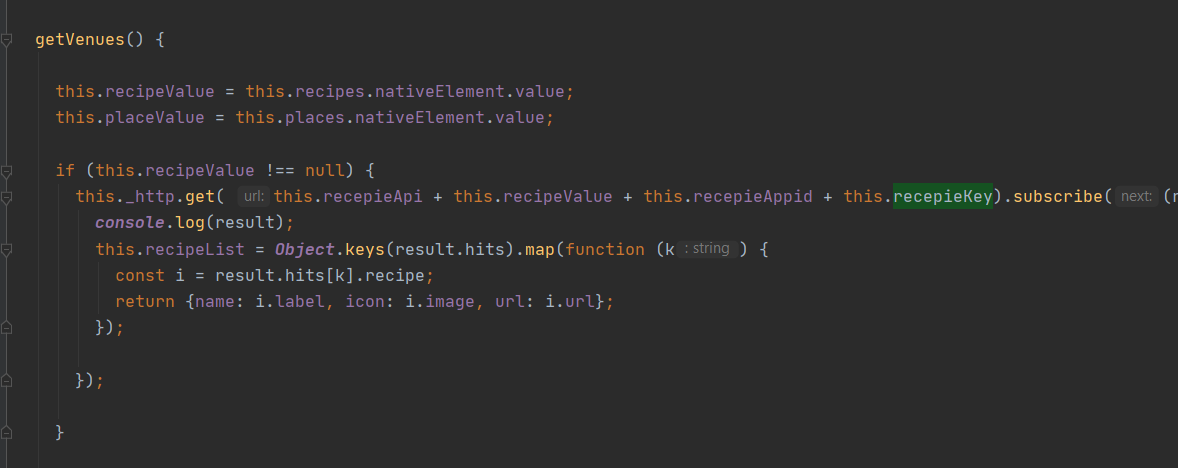 getVenues() {
this.recipeValue = this.recipes.nativeElement.value;
this.placeValue = this.places.nativeElement.value;
if (this.recipeValue !== null) {
this._http.get( url: this.recepieApi + this.recipeValue + this.recepieAppid + this.recepieKey).subscribe( next: (r
console.log(result);
this.recipeList = Object.keys(result.hits).map(function (k : string ) {
const i = result.hits[k].recipe;
return {name: i.label, icon: i.image, url: i.url};
});
});
}